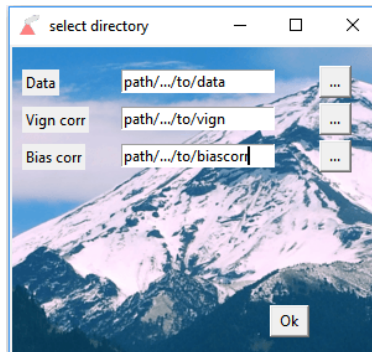 select directory
Data path/.../to/data ...
Vign corr path/.../to/vign ...
Bias corr path/.../to/biascorr ...
Ok